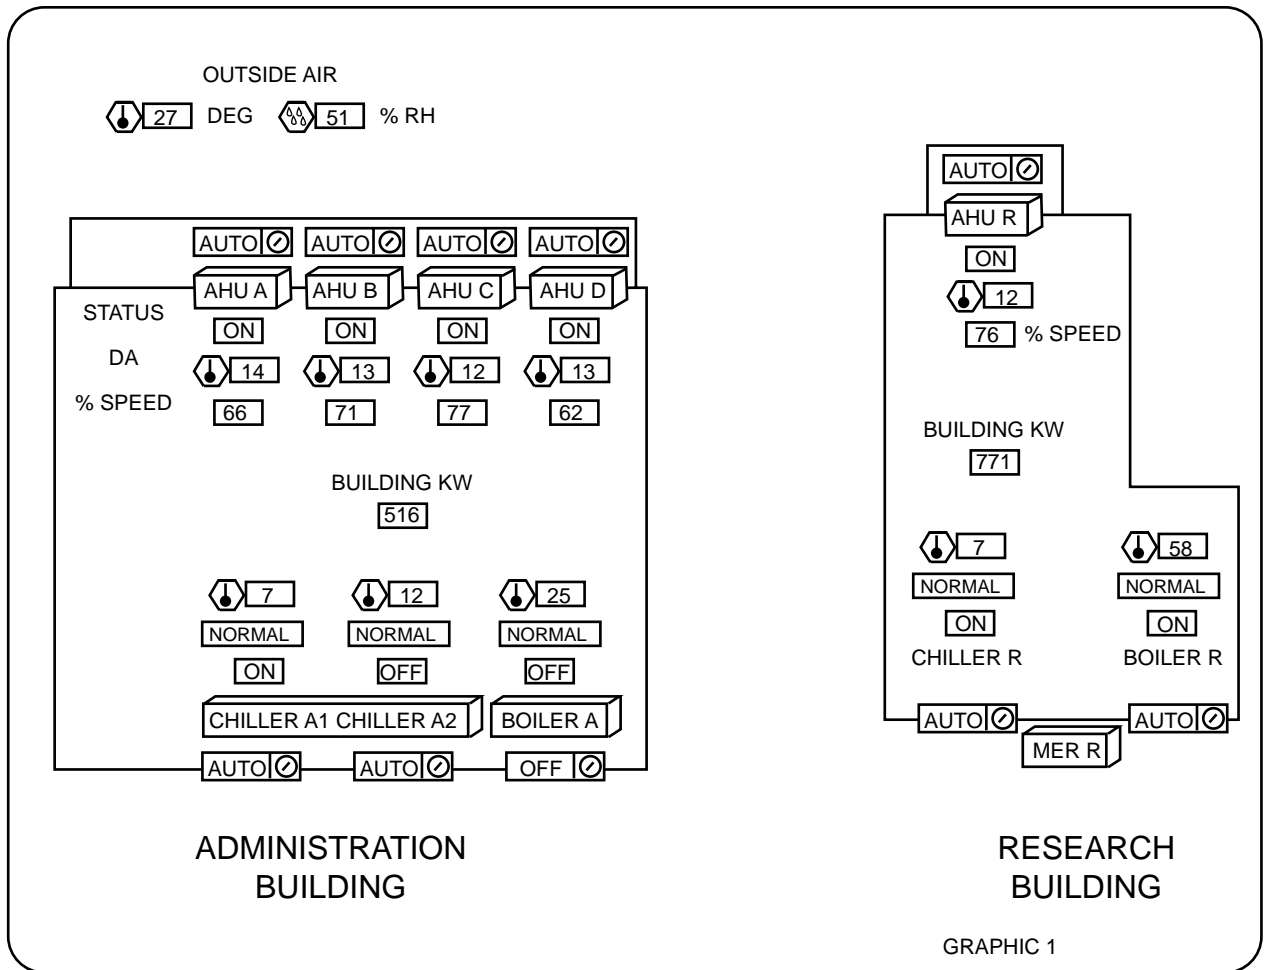 OUTSIDE AIR
27 DEG 51 % RH
AUTO AUTO AUTO AUTO
AHU A AHU B AHU C AHU D
STATUS ON ON ON ON
DA 14 13 12 13
% SPEED 66 71 77 62
BUILDING KW
516
7 12 25
NORMAL NORMAL NORMAL
ON OFF OFF
CHILLER A1 CHILLER A2 BOILER A
AUTO AUTO OFF
ADMINISTRATION
BUILDING
AUTO
AHU R
ON
12
76 % SPEED
BUILDING KW
771
7 58
NORMAL NORMAL
ON ON
CHILLER R BOILER R
AUTO AUTO
MER R
RESEARCH
BUILDING
GRAPHIC 1